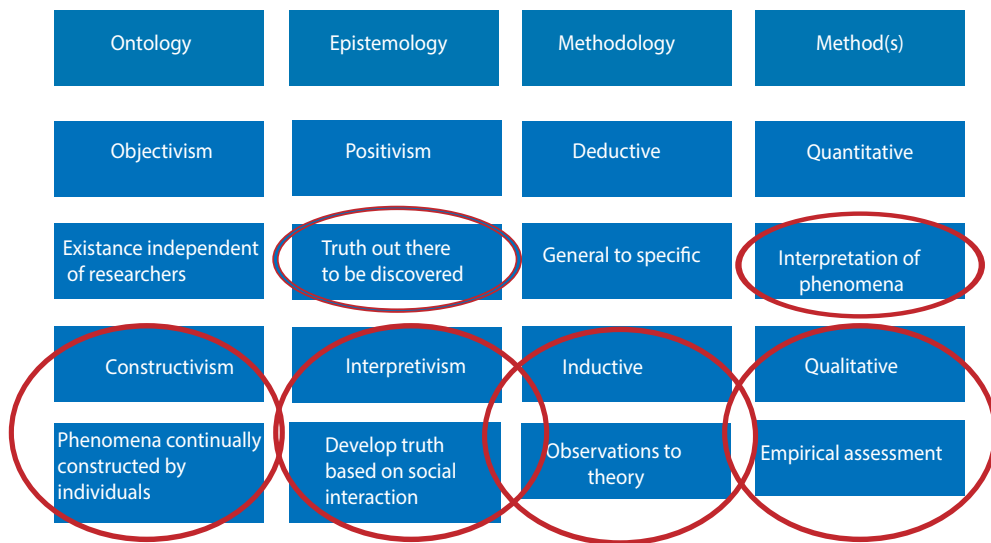 Ontology
Epistemology
Methodology
Method(s)
Objectivism
Positivism
Deductive
Quantitative
Existance independent
of researchers
Truth out there
to be discovered
General to specific
Interpretation of
phenomena
Constructivism
Interpretivism
Inductive
Qualitative
Phenomena continually
constructed by
individuals
Develop truth
based on social
interaction
Observations to
theory
Empirical assessment